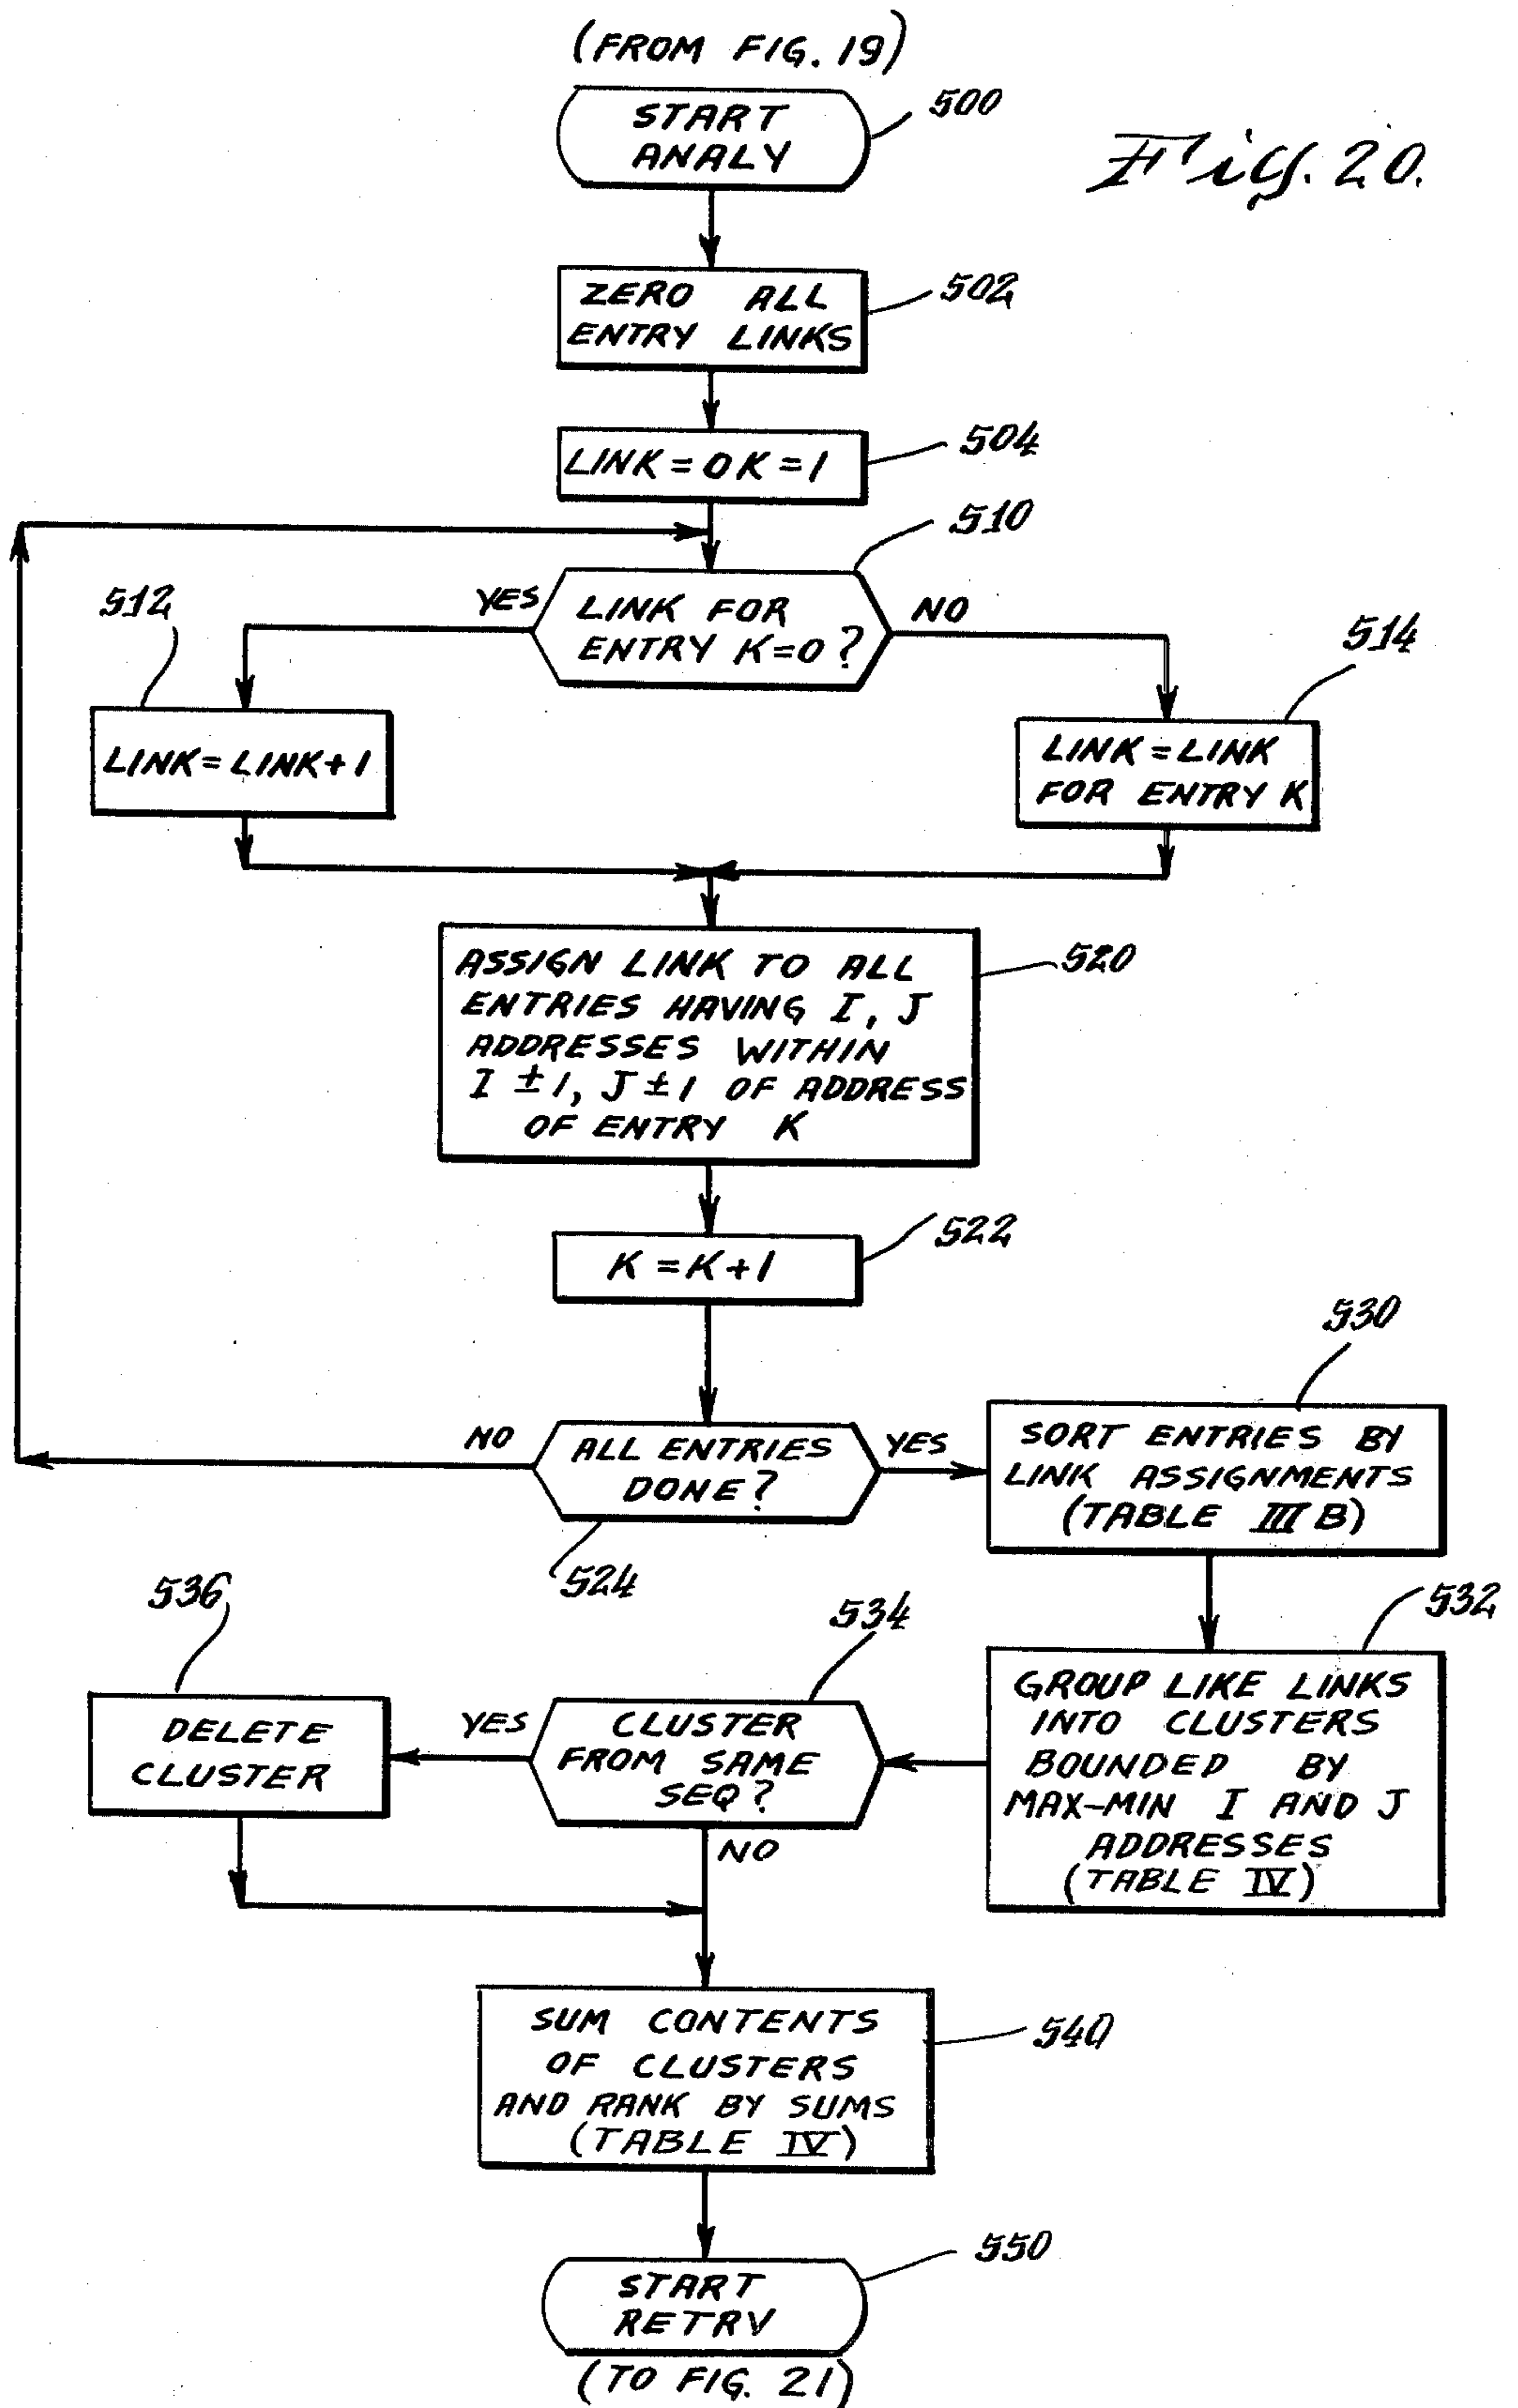 (FROM FIG. 19)
START
ANALY
500
Fig. 20.
ZERO ALL
ENTRY LINKS
502
LINK=0 K=1
504
510
YES
LINK FOR
ENTRY K=0?
NO
512
514
LINK=LINK+1
LINK=LINK
FOR ENTRY K
ASSIGN LINK TO ALL
ENTRIES HAVING I, J
ADDRESSES WITHIN
I ±1, J ±1 OF ADDRESS
OF ENTRY K
520
K=K+1
522
530
NO
ALL ENTRIES
DONE?
YES
524
SORT ENTRIES BY
LINK ASSIGNMENTS
(TABLE III B)
536
534
532
DELETE
CLUSTER
YES
CLUSTER
FROM SAME
SEQ?
NO
GROUP LIKE LINKS
INTO CLUSTERS
BOUNDED BY
MAX-MIN I AND J
ADDRESSES
(TABLE IV)
SUM CONTENTS
OF CLUSTERS
AND RANK BY SUMS
(TABLE IV)
540
START
RETRV
550
(TO FIG. 21)